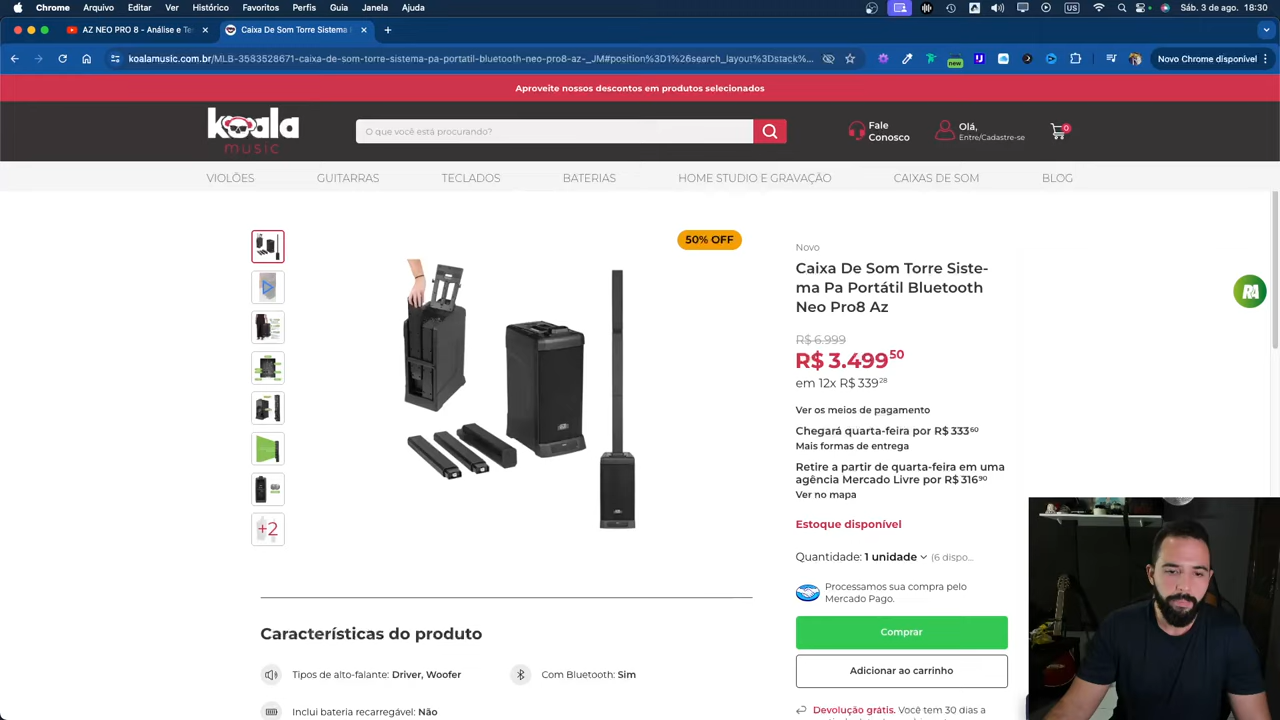 Chrome Arquivo Editar Ver Histórico Favoritos Perfis Guia Janela Ajuda
US
Sáb. 3 de ago. 18:30
AZ NEO PRO 8 - Análise e Te
Caixa De Som Torre Sistema
koalamusic.com.br/MLB-3583528671-caixa-de-som-torre-sistema-pa-portatil-bluetooth-neo-pro8-az-_JM#position%3D1%26search_layout%3Dstack...
new
Novo Chrome disponível
Aproveite nossos descontos em produtos selecionados
koala
music
O que você está procurando?
Fale
Conosco
Olá,
Entre/Cadastre-se
0
VIOLÕES GUITARRAS TECLADOS BATERIAS HOME STUDIO E GRAVAÇÃO CAIXAS DE SOM BLOG
50% OFF
+2
Novo
Caixa De Som Torre Siste-
ma Pa Portátil Bluetooth
Neo Pro8 Az
R$ 6.999
R$ 3.499 50
em 12x R$ 339 28
Ver os meios de pagamento
Chegará quarta-feira por R$ 333 60
Mais formas de entrega
Retire a partir de quarta-feira em uma
agência Mercado Livre por R$ 316 90
Ver no mapa
Estoque disponível
Quantidade: 1 unidade (6 dispo...
Processamos sua compra pelo
Mercado Pago.
Comprar
Adicionar ao carrinho
Devolução grátis. Você tem 30 dias a
RA
Características do produto
Tipos de alto-falante: Driver, Woofer
Com Bluetooth: Sim
Inclui bateria recarregável: Não